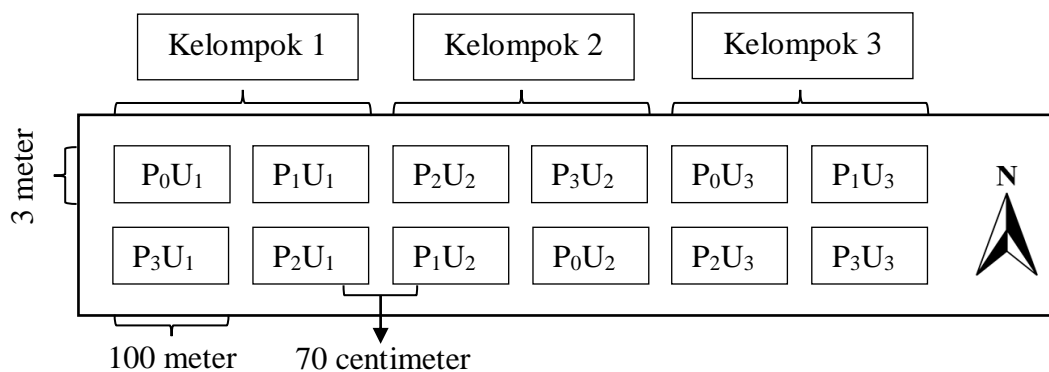 Kelompok 1 Kelompok 2 Kelompok 3
3 meter
P₀U₁ P₁U₁ P₂U₂ P₃U₂ P₀U₃ P₁U₃
N
P₃U₁ P₂U₁ P₁U₂ P₀U₂ P₂U₃ P₃U₃
100 meter 70 centimeter